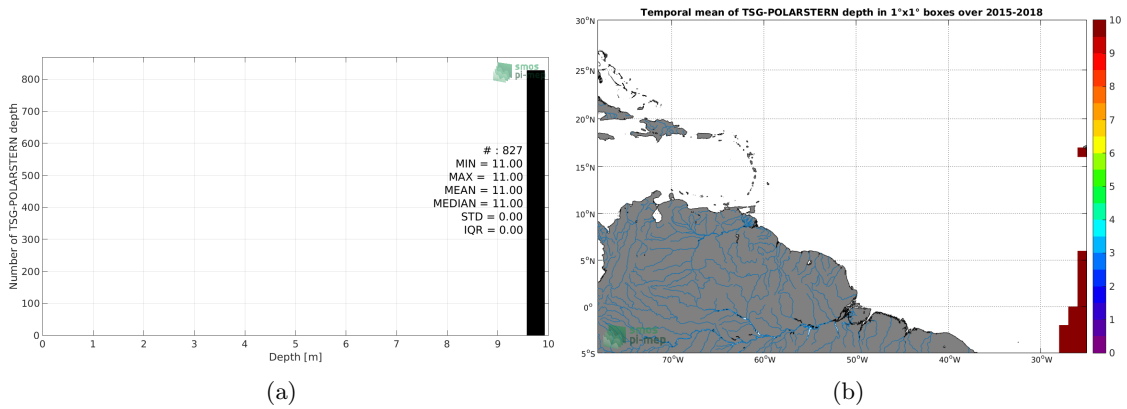 smos
pi-map
Number of TSG-POLARSTERN depth
800
700
600
500
400
300
200
100
0
# : 827
MIN = 11.00
MAX = 11.00
MEAN = 11.00
MEDIAN = 11.00
STD = 0.00
IQR = 0.00
0 1 2 3 4 5 6 7 8 9 10
Depth [m]
(a)
Temporal mean of TSG-POLARSTERN depth in 1°x1° boxes over 2015-2018
30°N
25°N
20°N
15°N
10°N
5°N
0°
5°S
70°W 60°W 50°W 40°W 30°W
smos
pi-map
10
9
8
7
6
5
4
3
2
1
0
(b)